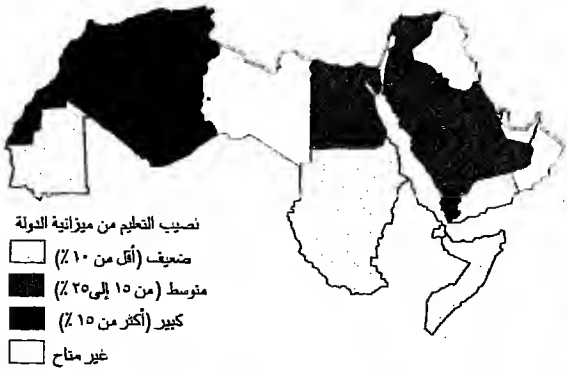 نصيب التعليم من ميزانية الدولة
ضعيف (أقل من ١٠ ٪)
متوسط (من ١٥ إلى ٢٥ ٪)
كبير (أكثر من ١٥ ٪)
غير متاح